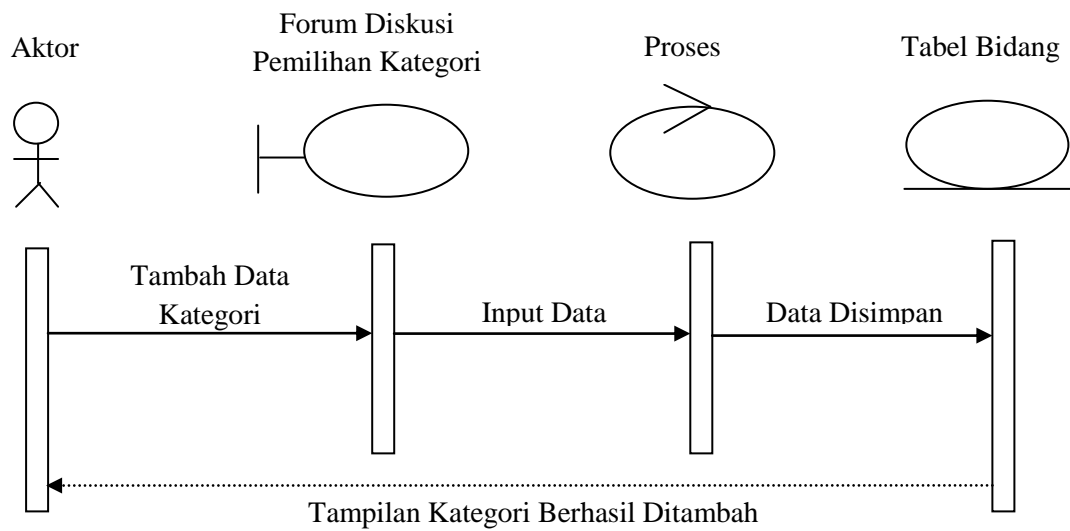 Aktor
Forum Diskusi
Pemilihan Kategori
Proses
Tabel Bidang
Tambah Data
Kategori
Input Data
Data Disimpan
Tampilan Kategori Berhasil Ditambah